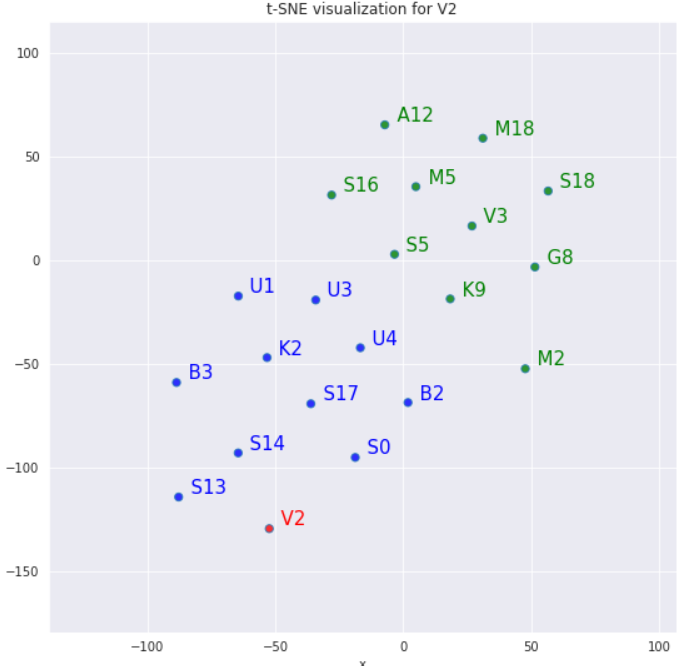 t-SNE visualization for V2
100
A12
M18
50
S16
M5
S18
V3
0
S5
G8
U1
U3
K9
U4
−50
K2
M2
B3
S17
B2
S14
S0
−100
S13
V2
−150
−100
−50
0
50
100
x